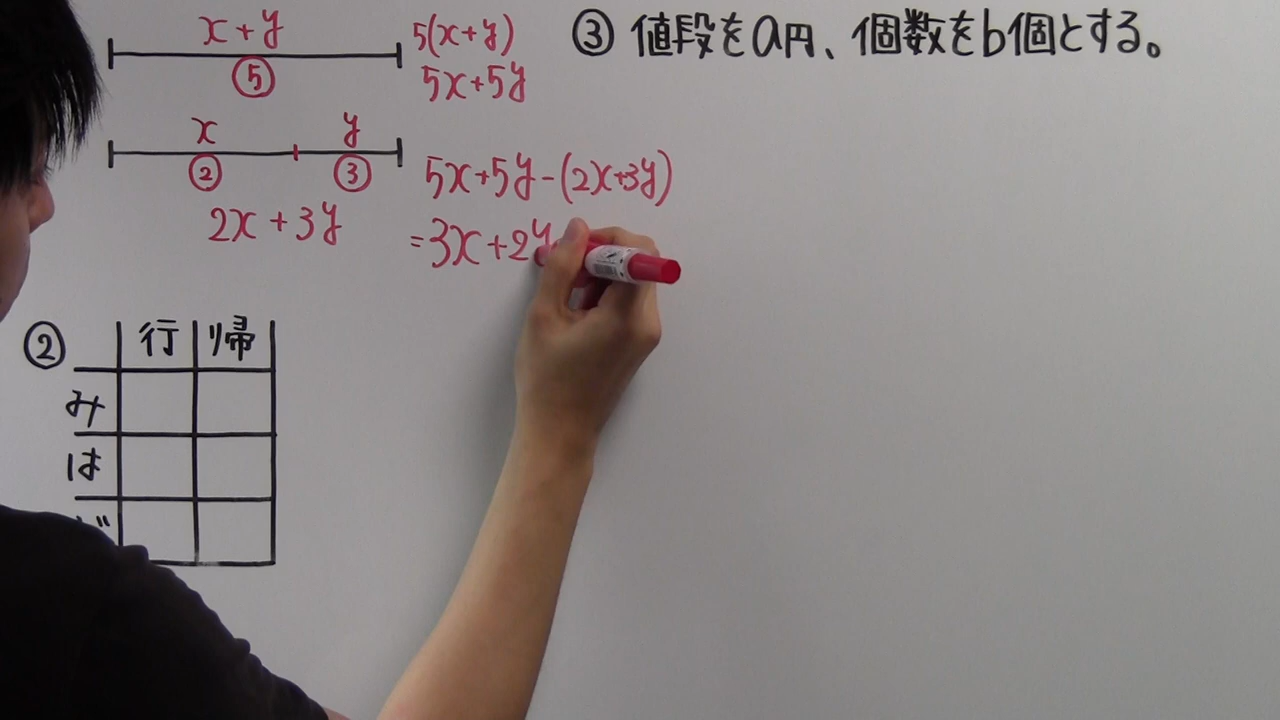 x+y
⑤
5(x+y)
5x+5y
x
y
②
③
2x+3y
5x+5y-(2x+3y)
=3x+2y
② 行 帰
み
は
③ 値段をa円、個数をb個とする。